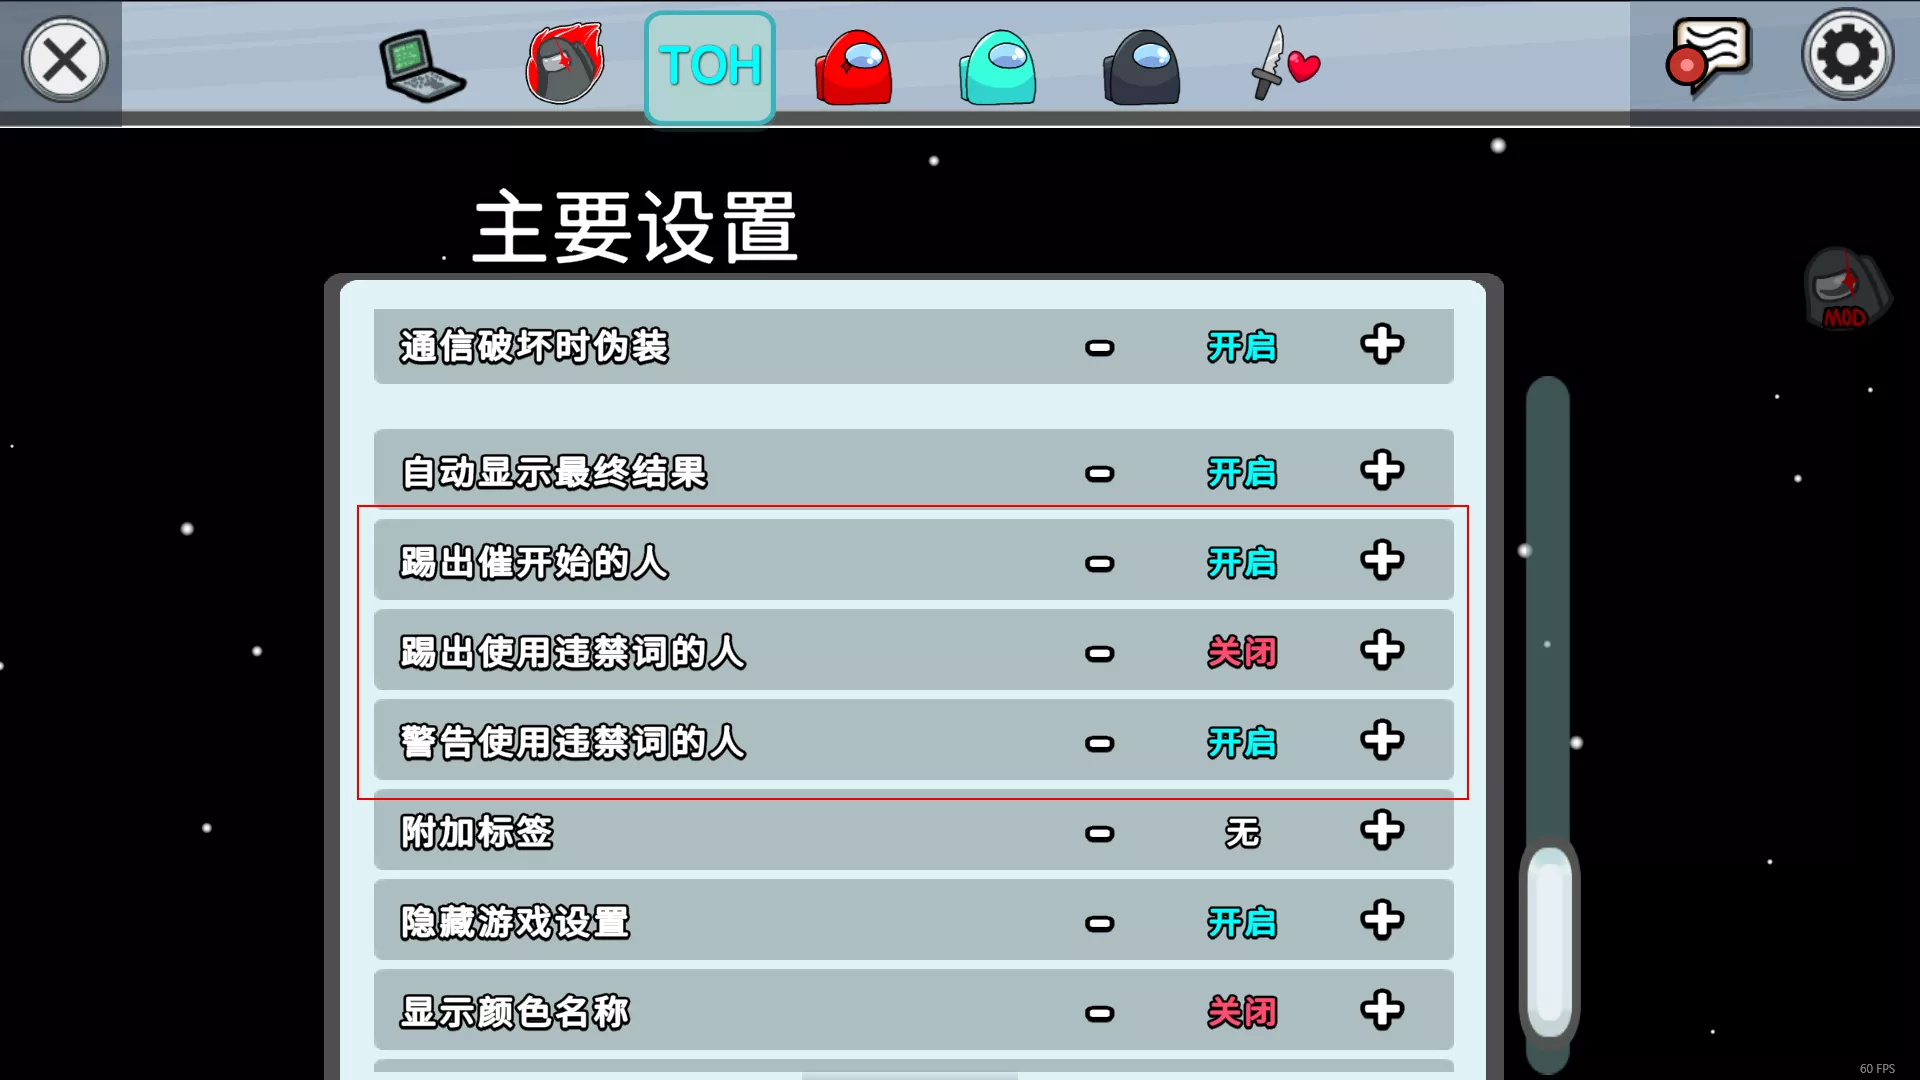 TOH
主要设置
MOD
通信破坏时伪装 开启
自动显示最终结果 开启
踢出催开始的人 开启
踢出使用违禁词的人 关闭
警告使用违禁词的人 开启
附加标签 无
隐藏游戏设置 开启
显示颜色名称 关闭
60 FPS